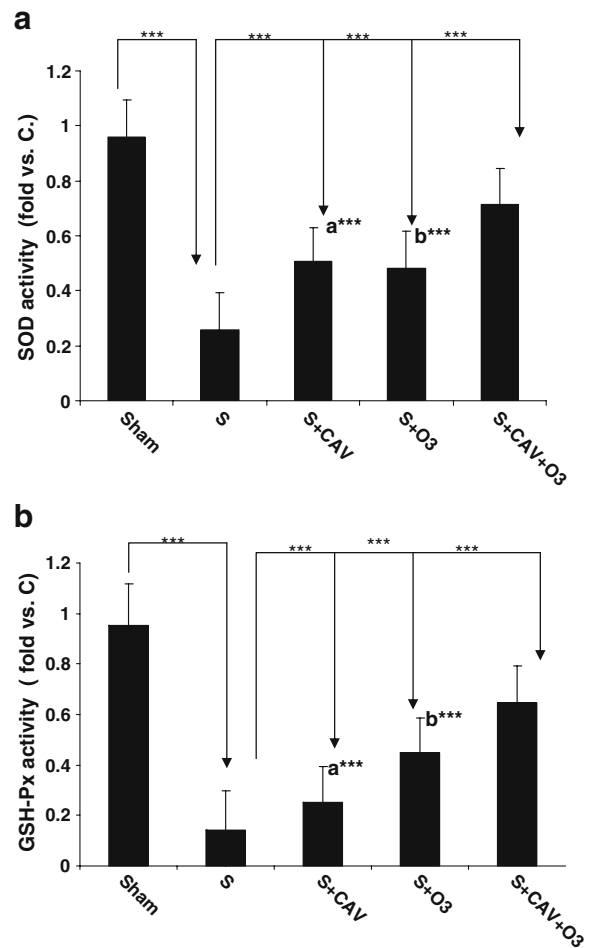 a
*** *** *** ***
1.2
1
0.8
0.6
0.4
0.2
0
SOD activity (fold vs. C.)
a***
b***
Sham
S
S+CAV
S+O3
S+CAV+O3
b
*** *** *** ***
1.2
1
0.8
0.6
0.4
0.2
0
GSH-Px activity ( fold vs. C)
a***
b***
Sham
S
S+CAV
S+O3
S+CAV+O3